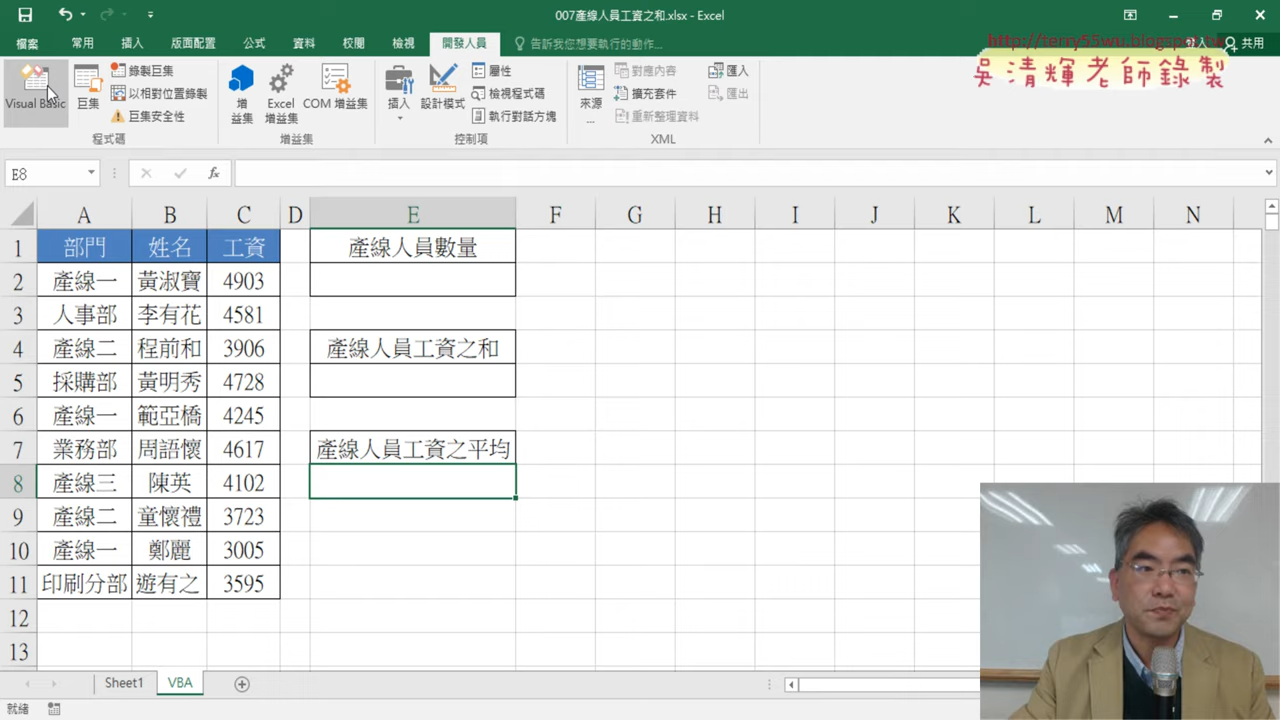 007產線人員工資之和.xlsx - Excel
檔案 常用 插入 版面配置 公式 資料 校閱 檢視 開發人員 告訴我您想要執行的動作... 登入 共用
http://terry55wu.blogspot.tw
吳清輝老師錄製
Visual Basic
巨集
錄製巨集
以相對位置錄製
巨集安全性
程式碼
增益集
Excel 增益集
COM 增益集
增益集
插入
設計模式
屬性
檢視程式碼
執行對話方塊
控制項
來源...
對應內容
擴充套件
重新整理資料
匯入
匯出
XML
E8 fx
A B C D E F G H I J K L M N
1 部門 姓名 工資 產線人員數量
2 產線一 黃淑寶 4903
3 人事部 李有花 4581
4 產線二 程前和 3906 產線人員工資之和
5 採購部 黃明秀 4728
6 產線一 範亞橋 4245
7 業務部 周語懷 4617 產線人員工資之平均
8 產線三 陳英 4102
9 產線二 童懷禮 3723
10 產線一 鄭麗 3005
11 印刷分部 遊有之 3595
12
13
Sheet1 VBA
就緒